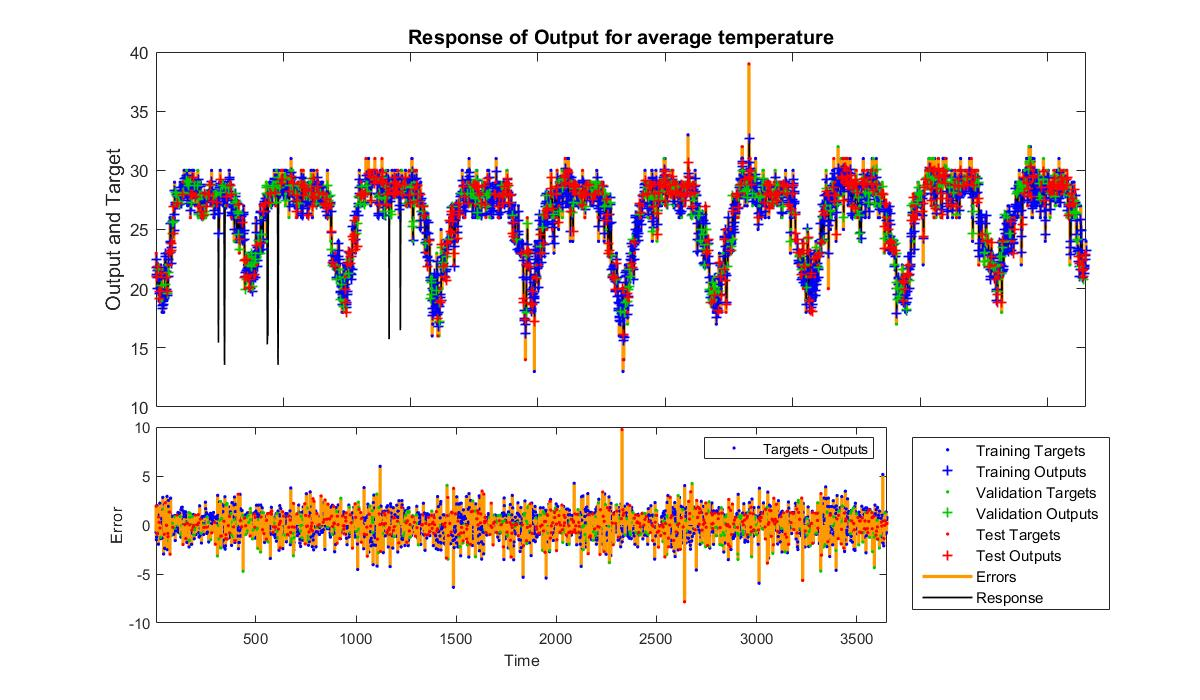 Response of Output for average temperature
Output and Target
40
35
30
25
20
15
10
Error
10
5
0
-5
-10
500 1000 1500 2000 2500 3000 3500
Time
Targets - Outputs
Training Targets
Training Outputs
Validation Targets
Validation Outputs
Test Targets
Test Outputs
Errors
Response